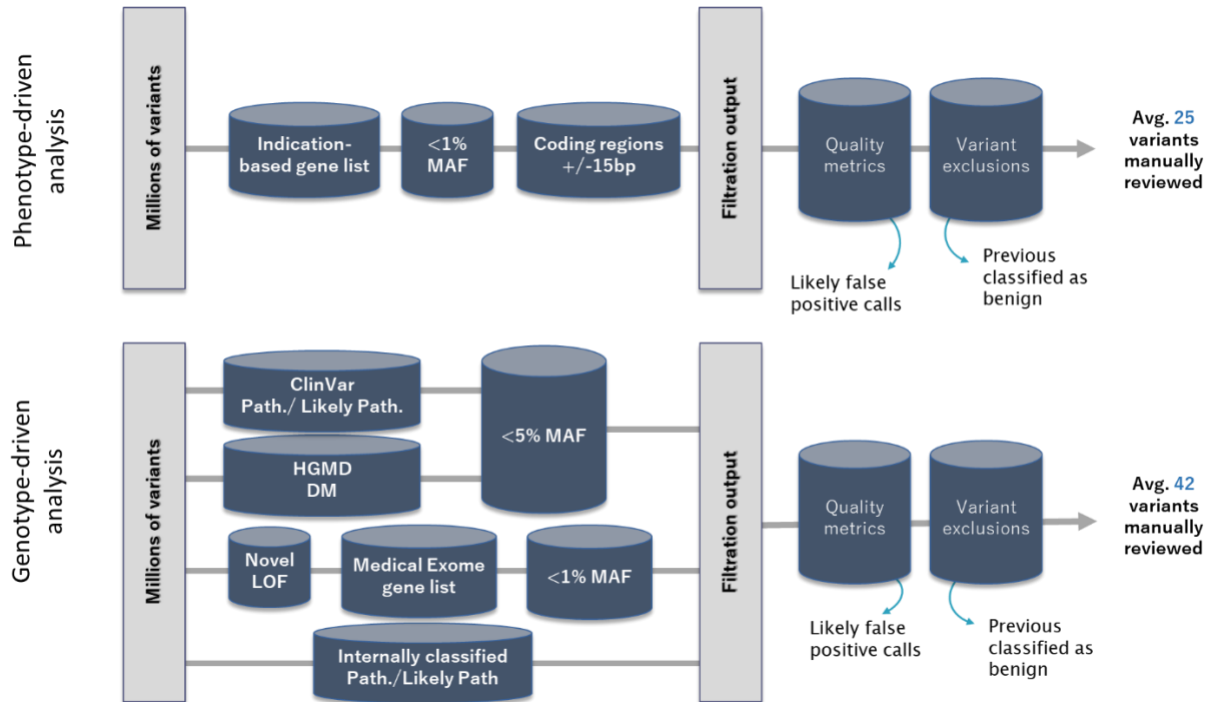 Phenotype-driven
analysis
Millions of variants
Indication-
based gene list
<1%
MAF
Coding regions
+/-15bp
Filtration output
Quality
metrics
Variant
exclusions
Avg. 25
variants
manually
reviewed
Likely false
positive calls
Previous
classified as
benign
Genotype-driven
analysis
Millions of variants
ClinVar
Path./ Likely Path.
HGMD
DM
<5% MAF
Novel
LOF
Medical Exome
gene list
<1% MAF
Internally classified
Path./Likely Path
Filtration output
Quality
metrics
Variant
exclusions
Avg. 42
variants
manually
reviewed
Likely false
positive calls
Previous
classified as
benign